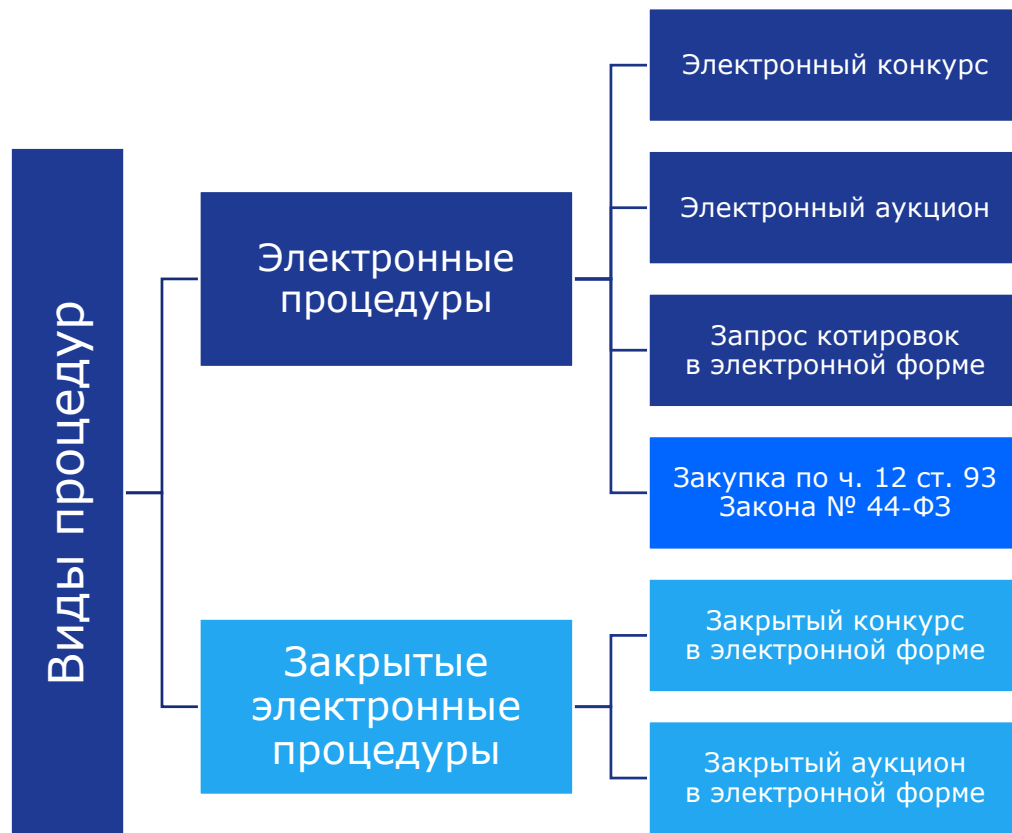 Виды процедур
Электронные
процедуры
Электронный конкурс
Электронный аукцион
Запрос котировок
в электронной форме
Закупка по ч. 12 ст. 93
Закона № 44-ФЗ
Закрытые
электронные
процедуры
Закрытый конкурс
в электронной форме
Закрытый аукцион
в электронной форме